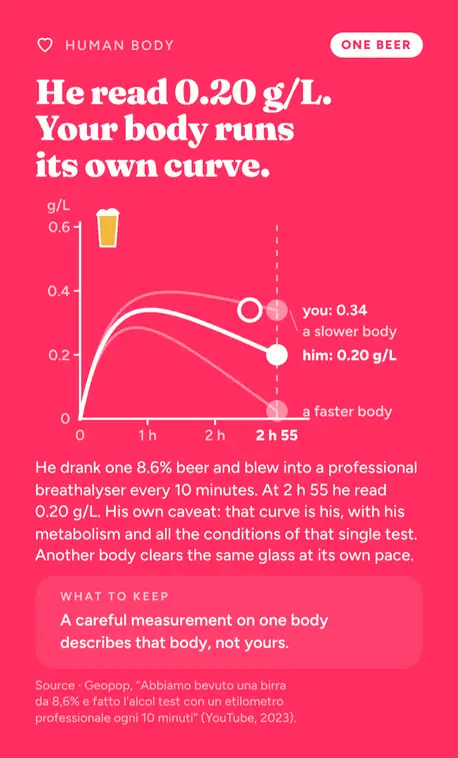 HUMAN BODY
ONE BEER
He read 0.20 g/L.
Your body runs
its own curve.
g/L
0.6
0.4
0.2
0
0
1 h
2 h
2 h 55
you: 0.34
a slower body
him: 0.20 g/L
a faster body
He drank one 8.6% beer and blew into a professional
breathalyser every 10 minutes. At 2 h 55 he read
0.20 g/L. His own caveat: that curve is his, with his
metabolism and all the conditions of that single test.
Another body clears the same glass at its own pace.
WHAT TO KEEP
A careful measurement on one body
describes that body, not yours.
Source · Geopop, “Abbiamo bevuto una birra
da 8,6% e fatto l’alcol test con un etilometro
professionale ogni 10 minuti” (YouTube, 2023).